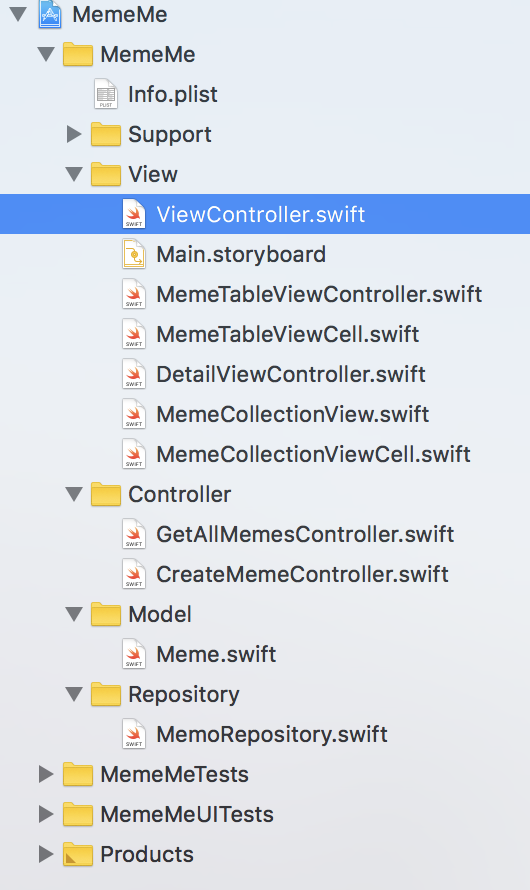 MemeMe
MemeMe
Info.plist
Support
View
ViewController.swift
Main.storyboard
MemeTableViewController.swift
MemeTableViewCell.swift
DetailViewController.swift
MemeCollectionView.swift
MemeCollectionViewCell.swift
Controller
GetAllMemesController.swift
CreateMemeController.swift
Model
Meme.swift
Repository
MemoRepository.swift
MemeMeTests
MemeMeUITests
Products